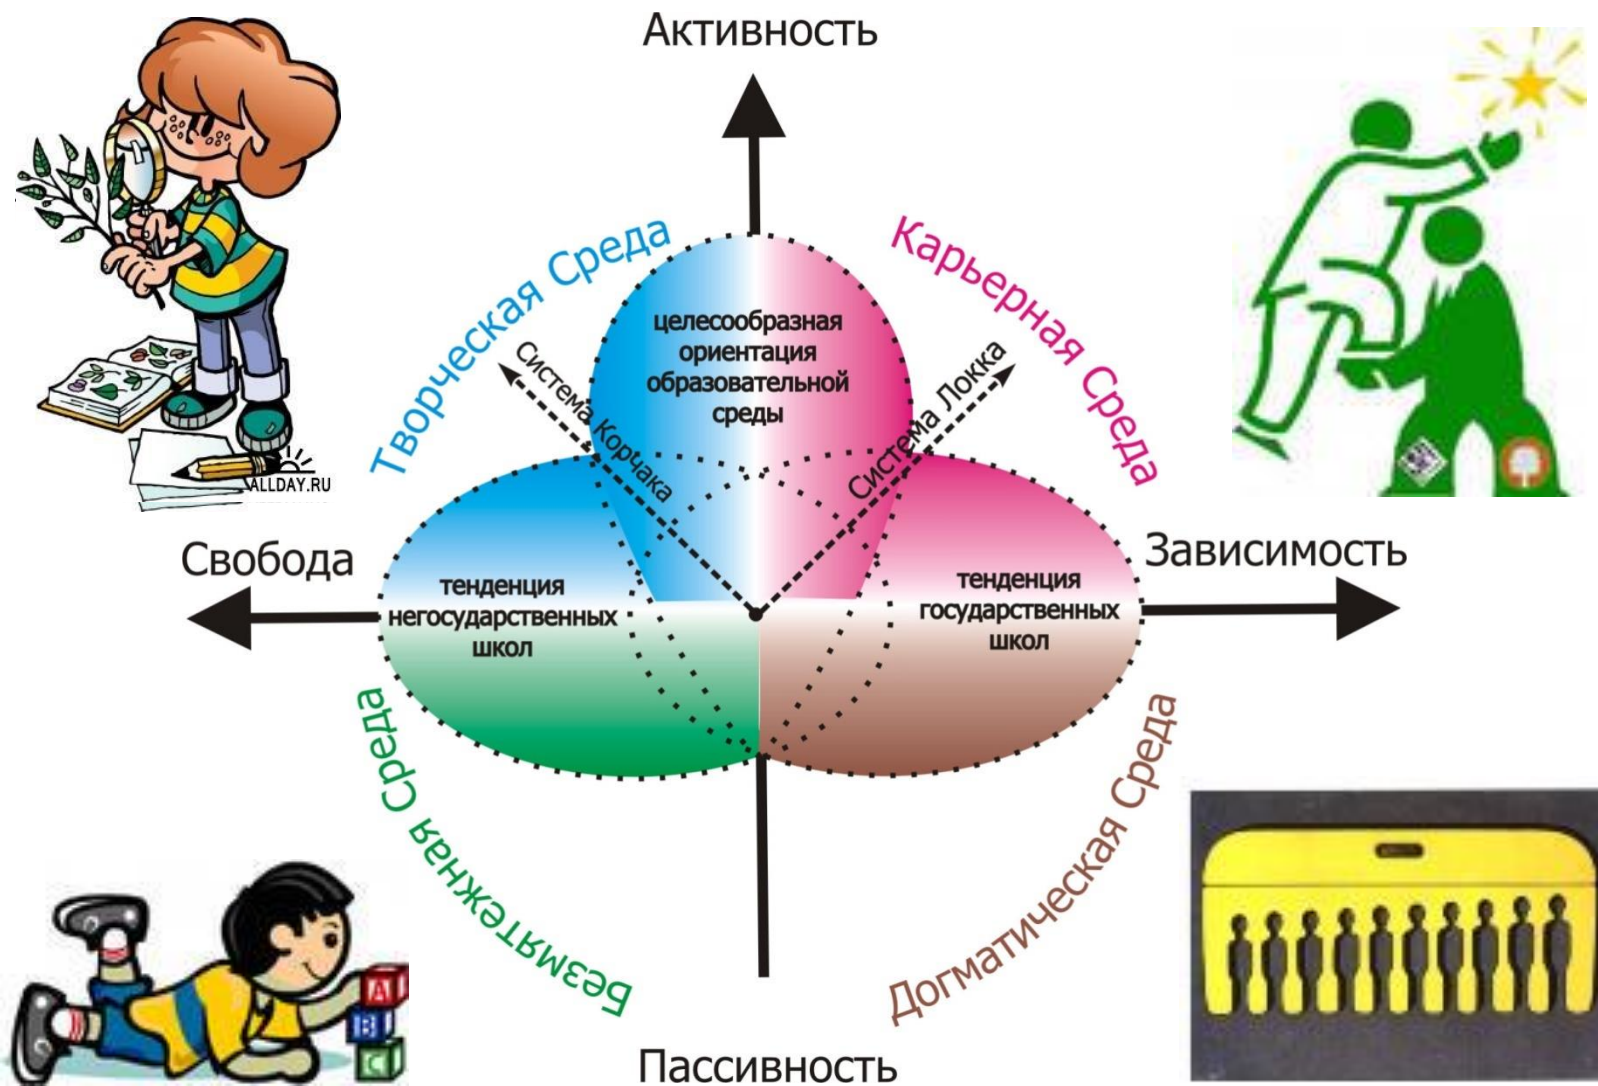 Активность
Творческая Среда
Карьерная Среда
целесообразная
ориентация
образовательной
среды
Система Корчака
Система Локка
ALLDAY.RU
Свобода
Зависимость
тенденция
негосударственных
школ
тенденция
государственных
школ
Безмятежная Среда
Догматическая Среда
A
B
C
Пассивность